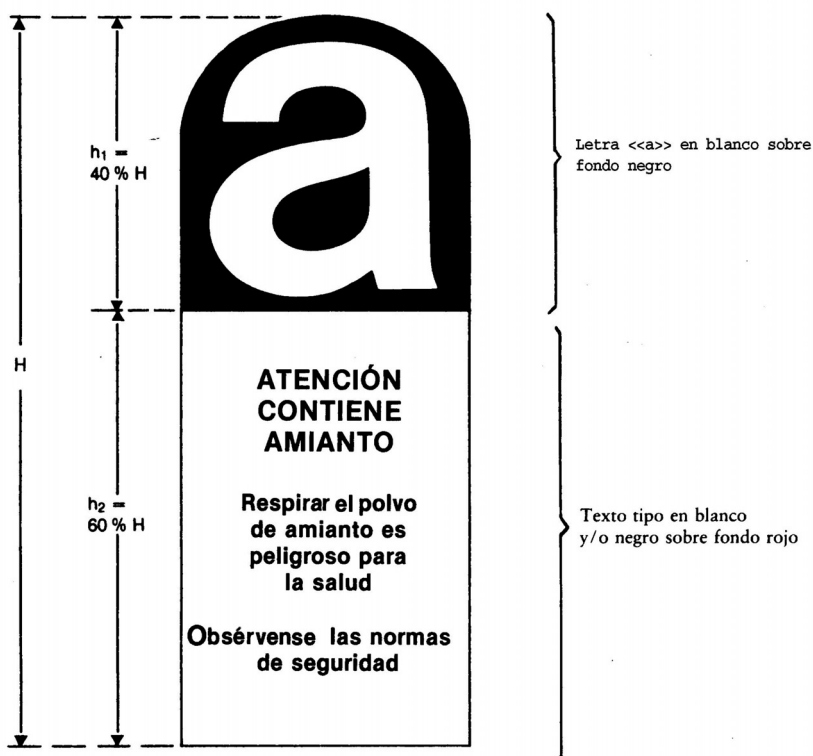 a
h₁ =
40 % H
Letra <<a>> en blanco sobre
fondo negro
H
ATENCIÓN
CONTIENE
AMIANTO
h₂ =
60 % H
Respirar el polvo
de amianto es
peligroso para
la salud
Obsérvense las normas
de seguridad
Texto tipo en blanco
y/o negro sobre fondo rojo